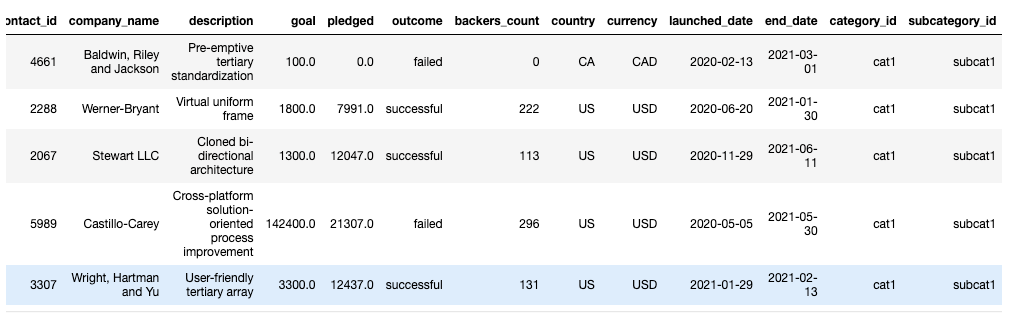 ontact_id company_name description goal pledged outcome backers_count country currency launched_date end_date category_id subcategory_id
4661 Baldwin, Riley and Jackson Pre-emptive tertiary standardization 100.0 0.0 failed 0 CA CAD 2020-02-13 2021-03-01 cat1 subcat1
2288 Werner-Bryant Virtual uniform frame 1800.0 7991.0 successful 222 US USD 2020-06-20 2021-01-30 cat1 subcat1
2067 Stewart LLC Cloned bi-directional architecture 1300.0 12047.0 successful 113 US USD 2020-11-29 2021-06-11 cat1 subcat1
5989 Castillo-Carey Cross-platform solution-oriented process improvement 142400.0 21307.0 failed 296 US USD 2020-05-05 2021-05-30 cat1 subcat1
3307 Wright, Hartman and Yu User-friendly tertiary array 3300.0 12437.0 successful 131 US USD 2021-01-29 2021-02-13 cat1 subcat1